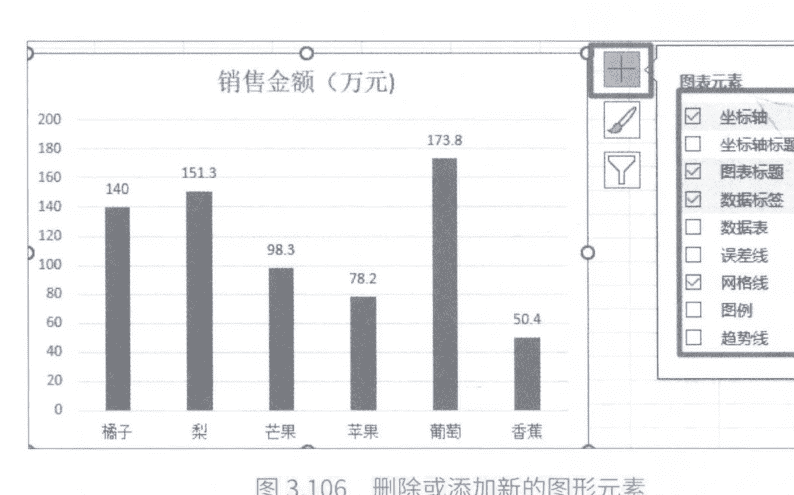 销售金额（万元)
200
180
160
140
120
100
80
60
40
20
0
140
151.3
98.3
78.2
173.8
50.4
橘子 梨 芒果 苹果 葡萄 香蕉
图表元素
坐标轴
坐标轴标题
图表标题
数据标签
数据表
误差线
网格线
图例
趋势线
图 3.106 删除或添加新的图形元素